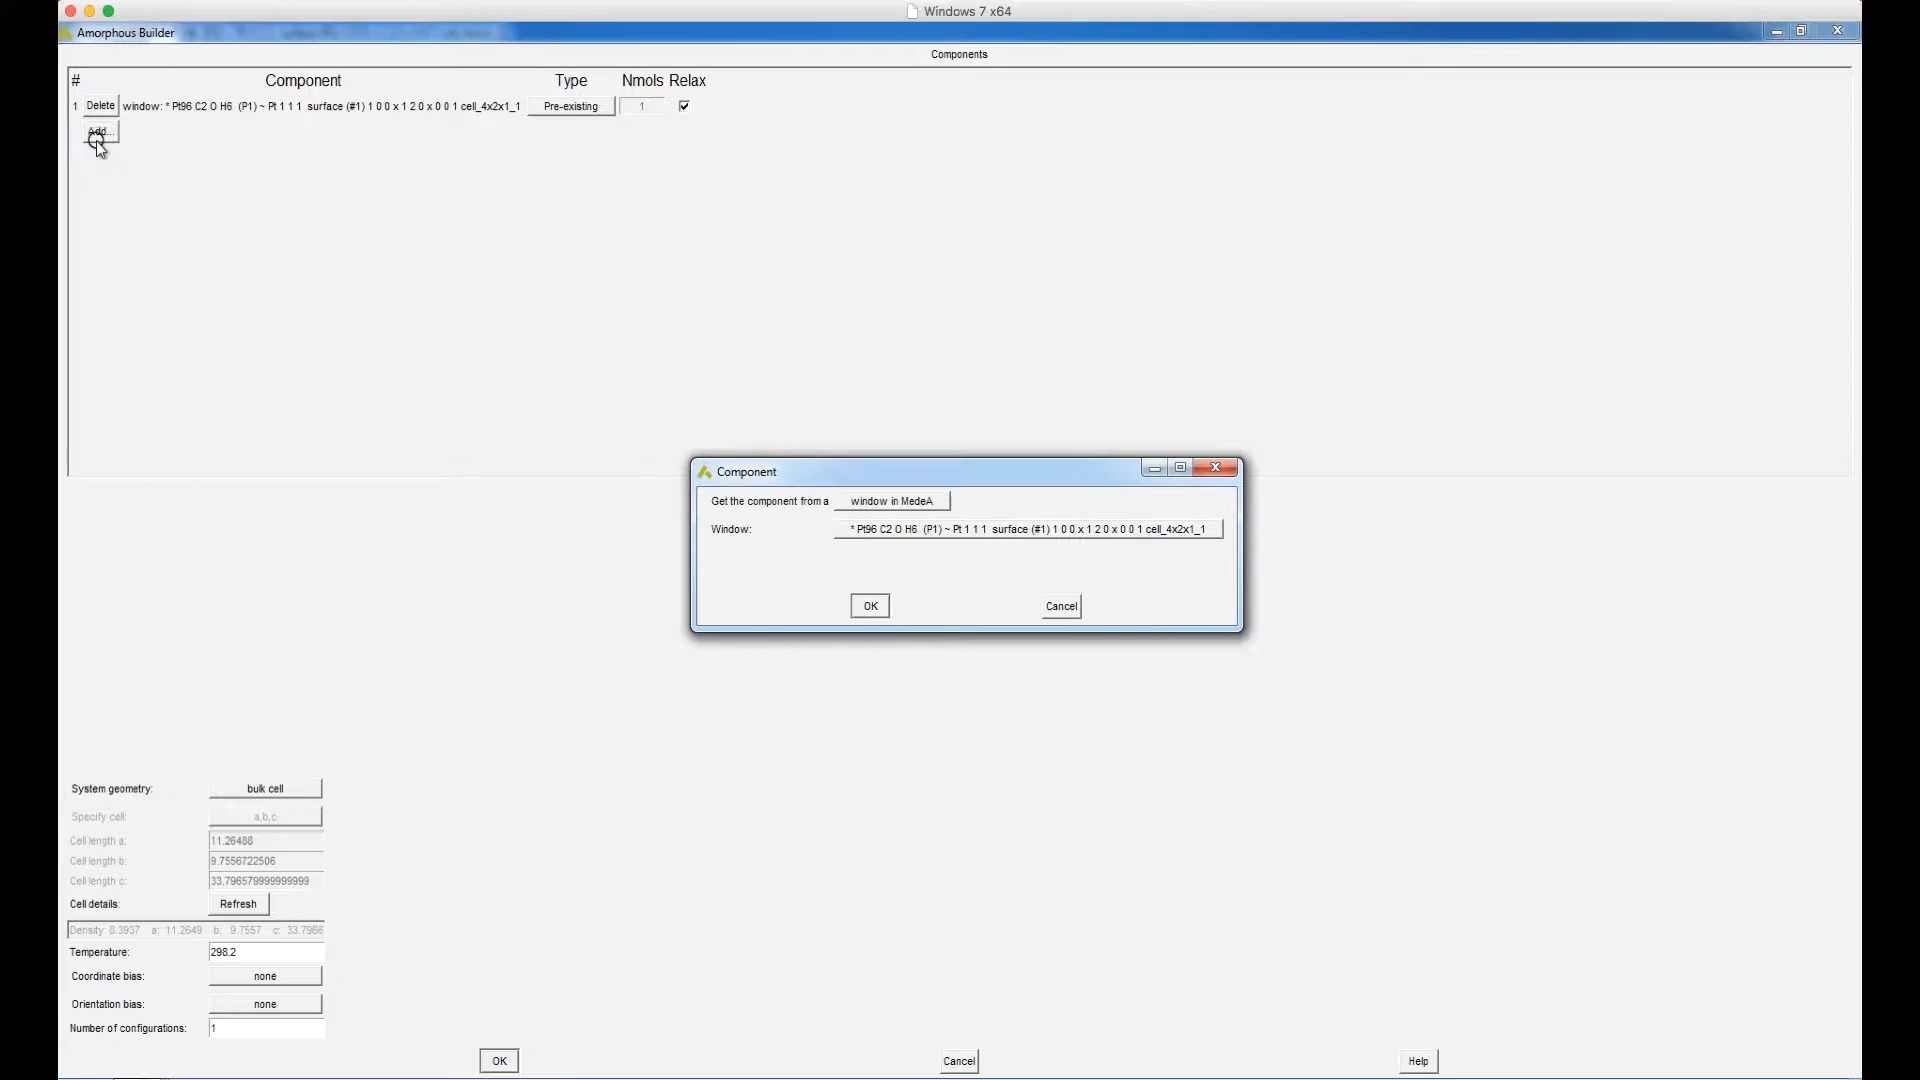 Windows 7 x64
Amorphous Builder
Components
# Component Type Nmols Relax
1 Delete window: * Pt96 C2 O H6 (P1) ~ Pt 1 1 1 surface (#1) 1 0 0 x 1 2 0 x 0 0 1 cell_4x2x1_1 Pre-existing 1
Add...
Component
Get the component from a window in MedeA
Window: * Pt96 C2 O H6 (P1) ~ Pt 1 1 1 surface (#1) 1 0 0 x 1 2 0 x 0 0 1 cell_4x2x1_1
OK Cancel
System geometry: bulk cell
Specify cell: a,b,c
Cell length a: 11.26488
Cell length b: 9.7556722506
Cell length c: 33.796579999999999
Cell details: Refresh
Density: 8.3937 a: 11.2649 b: 9.7557 c: 33.7966
Temperature: 298.2
Coordinate bias: none
Orientation bias: none
Number of configurations: 1
OK Cancel Help